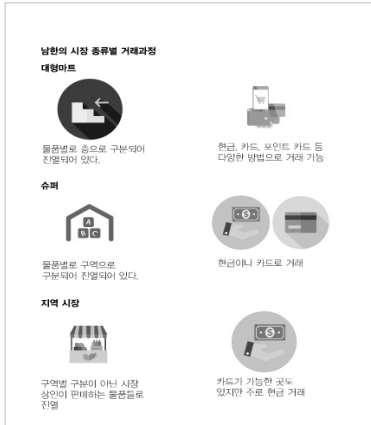 남한의 시장 종류별 거래과정
대형마트
물품별로 층으로 구분되어
진열되어 있다.
현금, 카드, 포인트 카드 등
다양한 방법으로 거래 가능
슈퍼
A
B C
물품별로 구역으로
구분되어 진열되어 있다.
현금이나 카드로 거래
지역 시장
구역별 구분이 아닌 시장
상인이 판매하는 물품들로
진열
카드가 가능한 곳도
있지만 주로 현금 거래